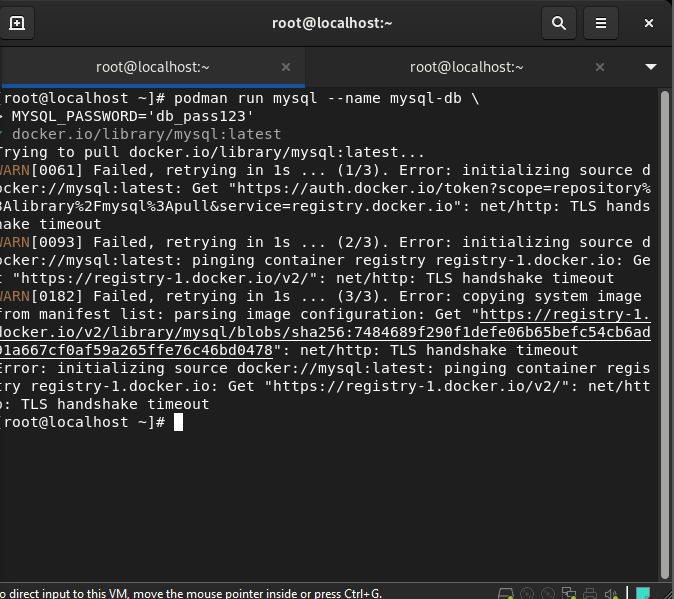 root@localhost:~
root@localhost:~ ×
root@localhost:~ ×
[root@localhost ~]# podman run mysql --name mysql-db \
> MYSQL_PASSWORD='db_pass123'
✔ docker.io/library/mysql:latest
Trying to pull docker.io/library/mysql:latest...
WARN[0061] Failed, retrying in 1s ... (1/3). Error: initializing source d
ocker://mysql:latest: Get "https://auth.docker.io/token?scope=repository%
3Alibrary%2Fmysql%3Apull&service=registry.docker.io": net/http: TLS hands
hake timeout
WARN[0093] Failed, retrying in 1s ... (2/3). Error: initializing source d
ocker://mysql:latest: pinging container registry registry-1.docker.io: Ge
t "https://registry-1.docker.io/v2/": net/http: TLS handshake timeout
WARN[0182] Failed, retrying in 1s ... (3/3). Error: copying system image
from manifest list: parsing image configuration: Get "https://registry-1.
docker.io/v2/library/mysql/blobs/sha256:7484689f290f1defe06b65befc54cb6ad
91a667cf0af59a265ffe76c46bd0478": net/http: TLS handshake timeout
Error: initializing source docker://mysql:latest: pinging container regis
try registry-1.docker.io: Get "https://registry-1.docker.io/v2/": net/htt
p: TLS handshake timeout
[root@localhost ~]#
o direct input to this VM, move the mouse pointer inside or press Ctrl+G.